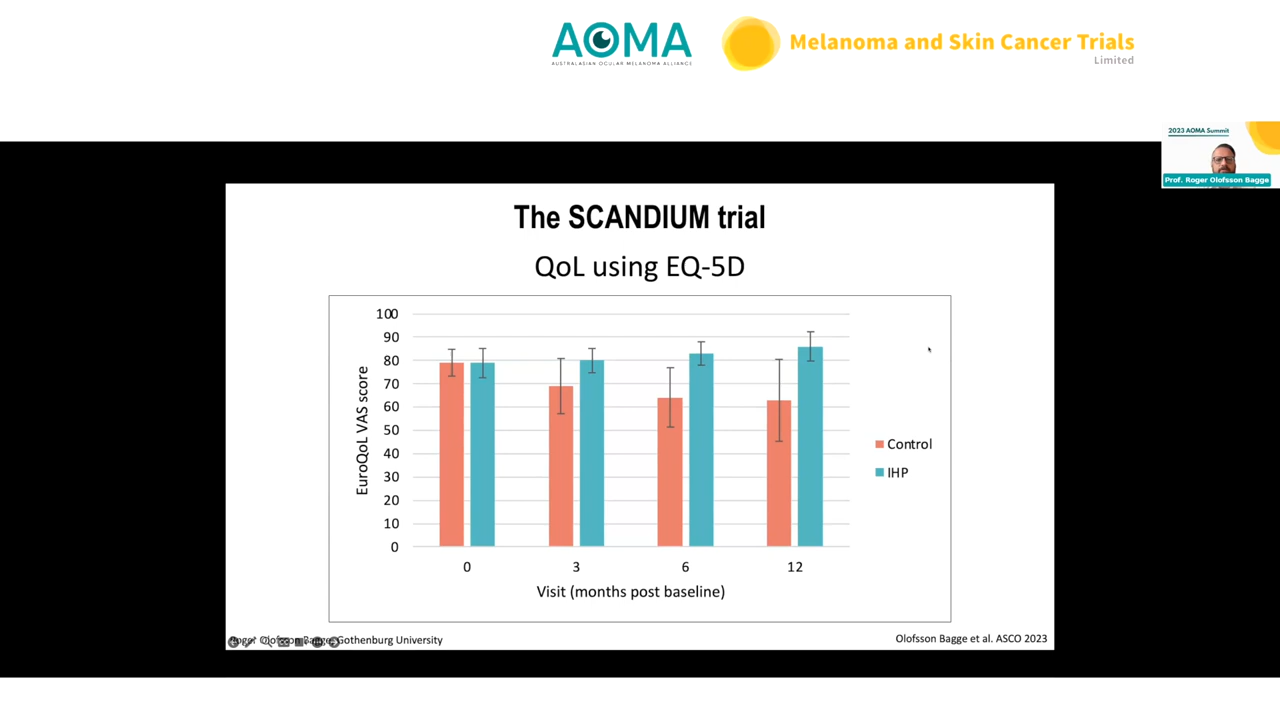 AOMA
AUSTRALASIAN OCULAR MELANOMA ALLIANCE
Melanoma and Skin Cancer Trials
Limited
2023 AOMA Summit
Prof. Roger Olofsson Bagge
The SCANDIUM trial
QoL using EQ-5D
100
90
80
70
60
50
40
30
20
10
0
EuroQoL VAS score
0 3 6 12
Visit (months post baseline)
Control
IHP
Roger Olofsson Bagge, Gothenburg University
Olofsson Bagge et al. ASCO 2023